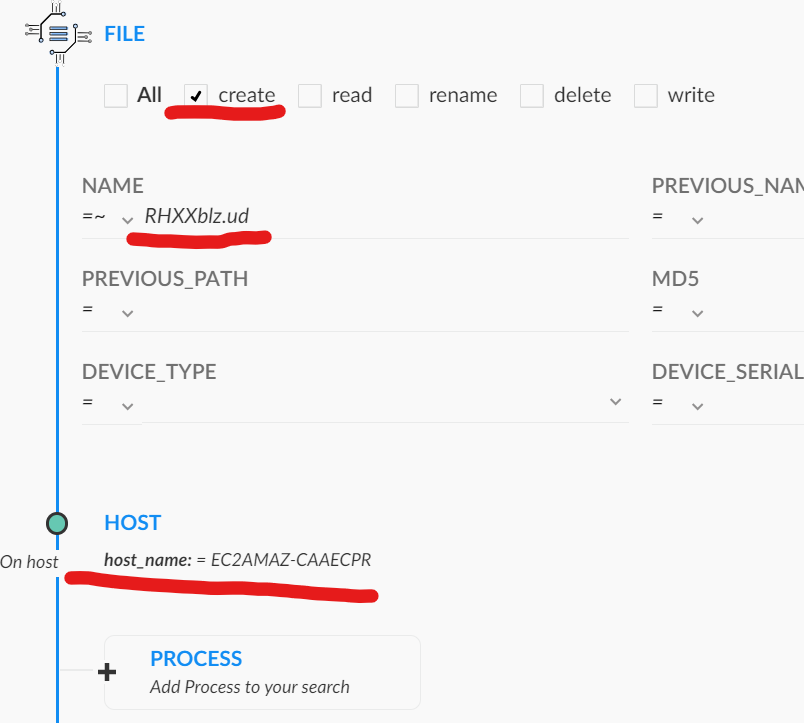 FILE
All create read rename delete write
NAME PREVIOUS_NAM
=~ RHXXblz.ud =
PREVIOUS_PATH MD5
= =
DEVICE_TYPE DEVICE_SERIAL
= =
HOST
On host host_name: = EC2AMAZ-CAAECPR
PROCESS
Add Process to your search